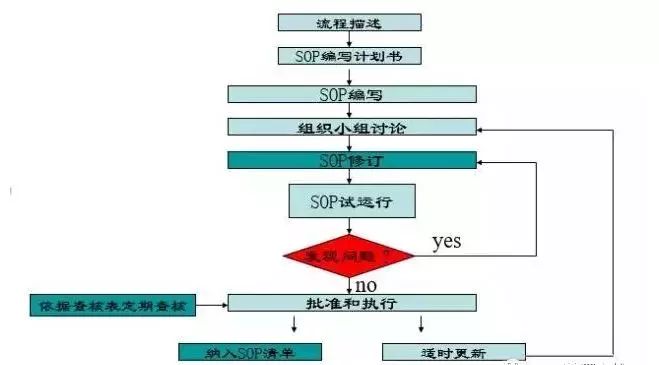 流程描述
SOP编写计划书
SOP编写
组织小组讨论
SOP修订
SOP试运行
发现问题？
yes
no
依据查核表定期查核
批准和执行
纳入SOP清单
适时更新